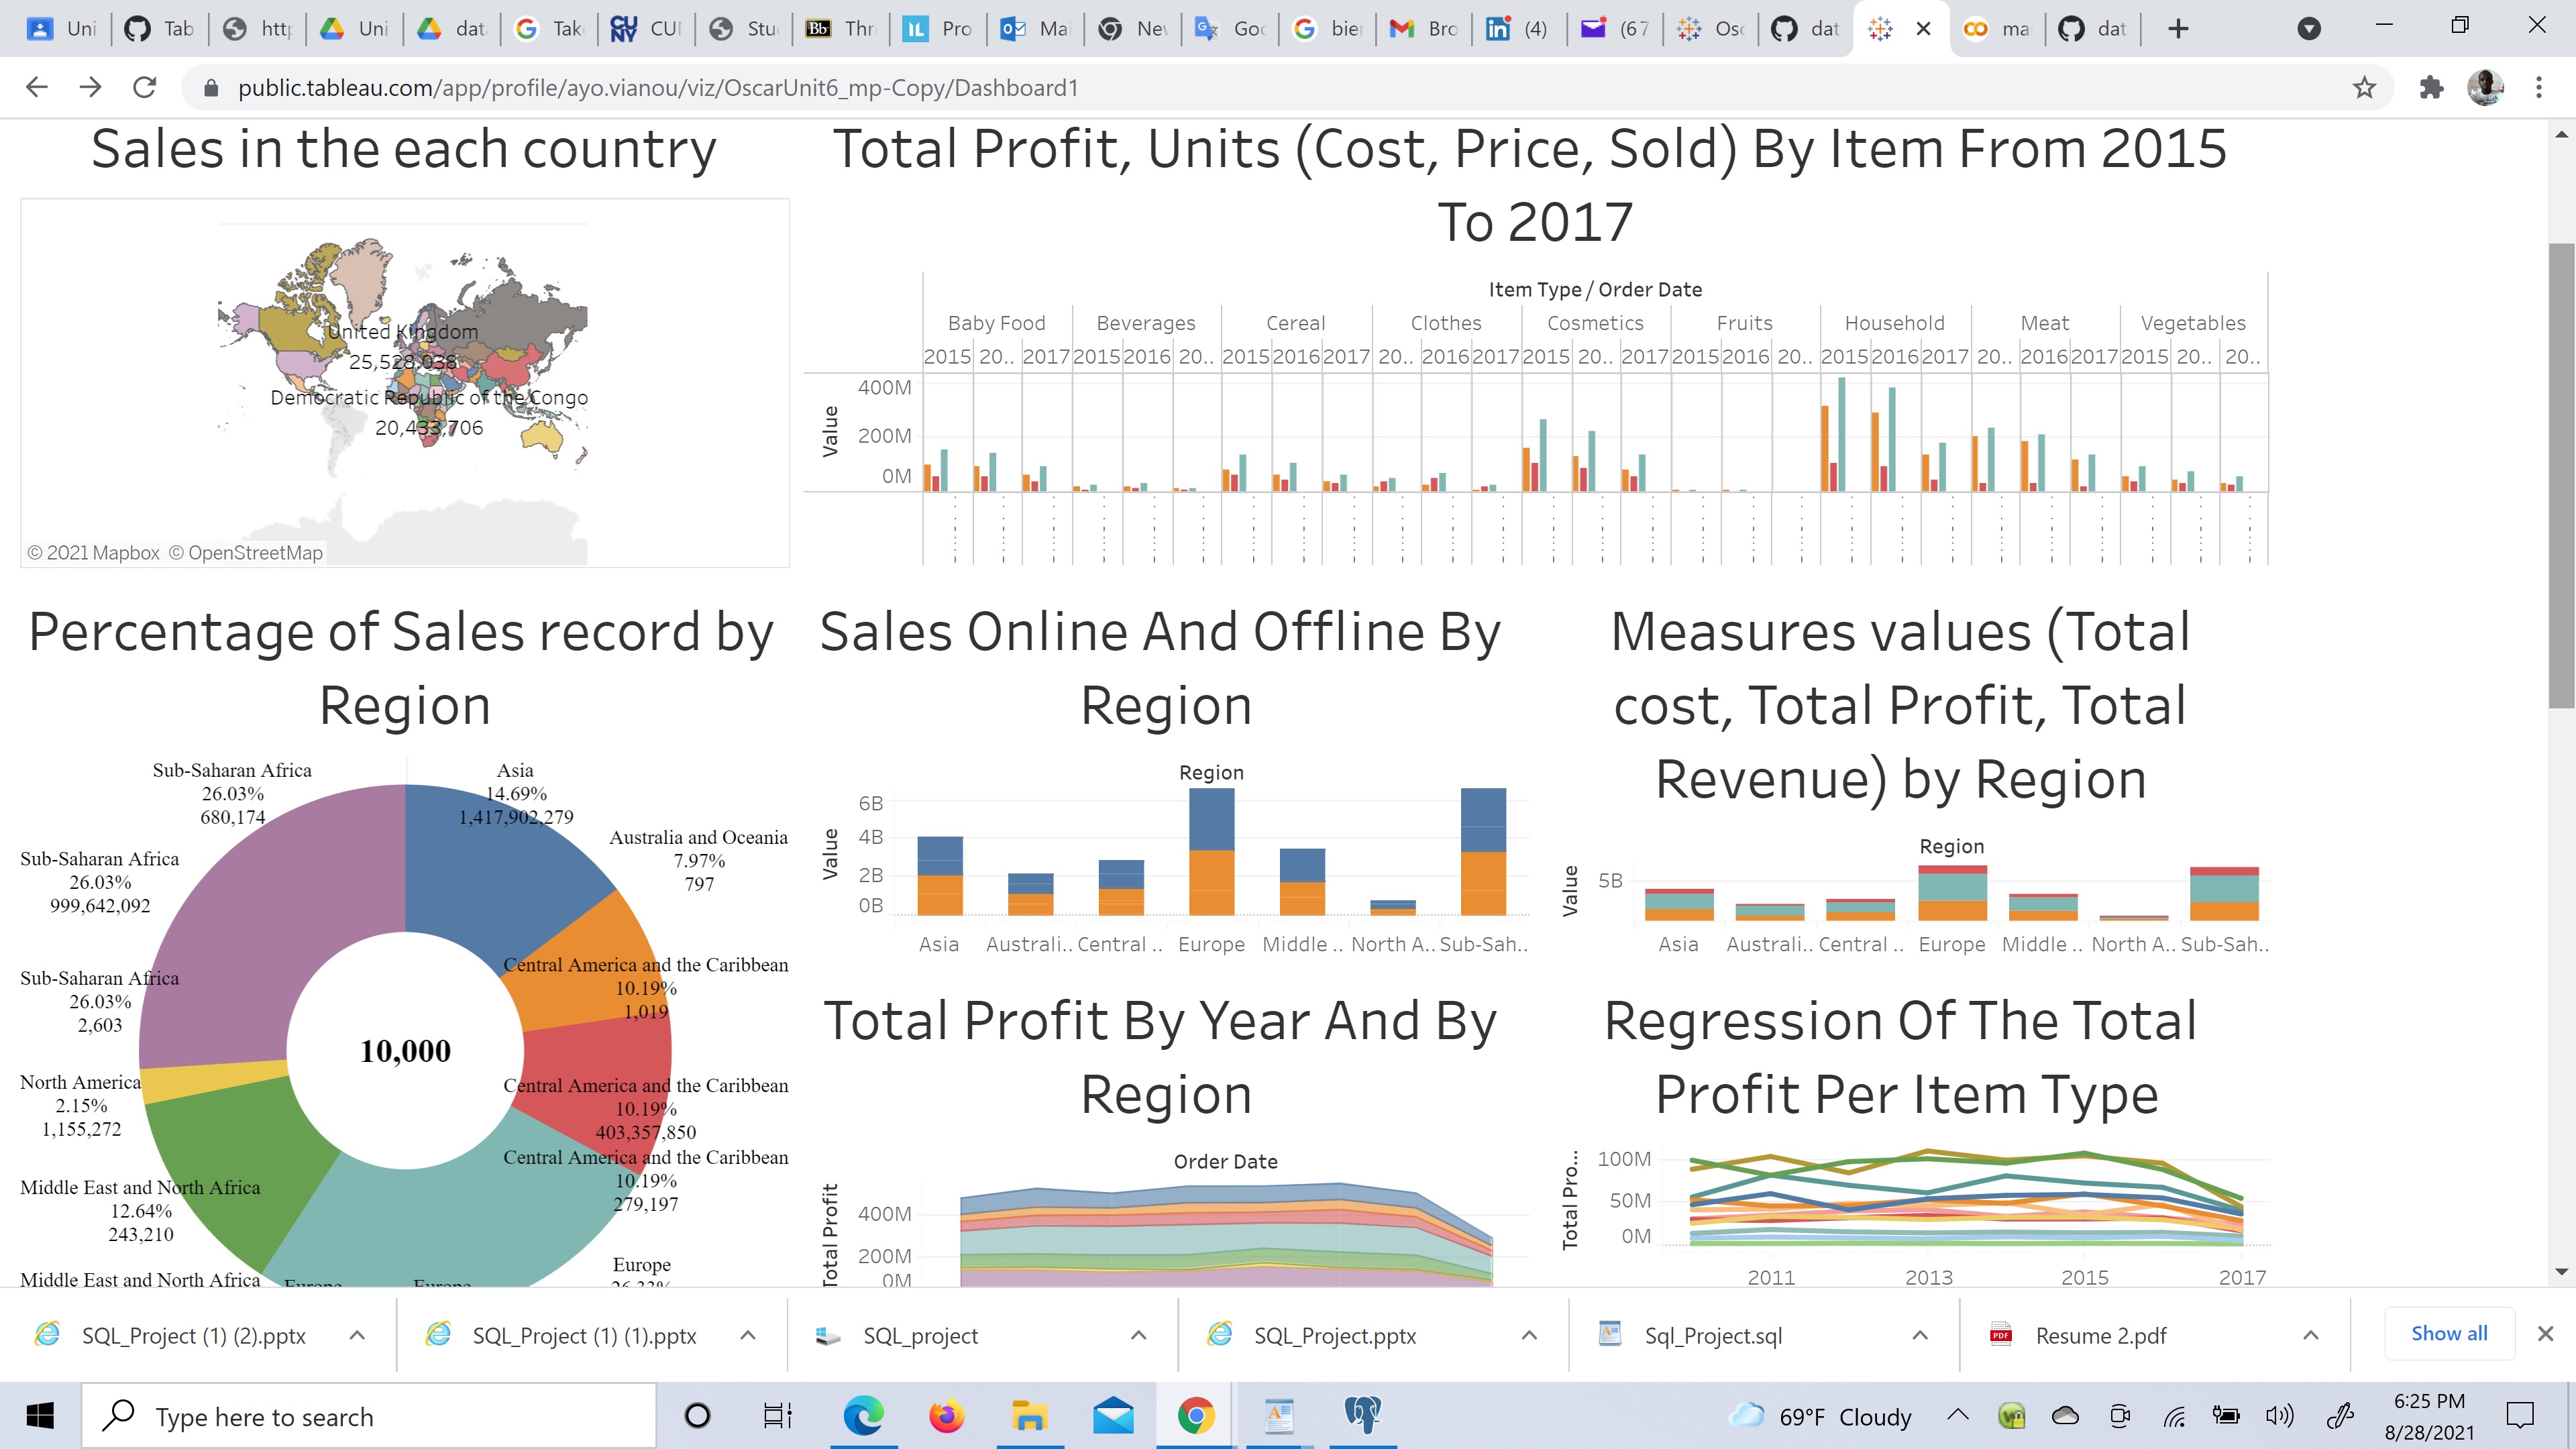 Uni
Tab
http
Uni
dat
Tak
CUI
Stu
Bb
Thr
IL
Pro
Mai
Nev
Goo
bier
Bro
(4)
(67
Osc
dat
ma
dat
public.tableau.com/app/profile/ayo.vianou/viz/OscarUnit6_mp-Copy/Dashboard1
Sales in the each country
United Kingdom
25,528,038
Democratic Republic of the Congo
20,433,706
© 2021 Mapbox © OpenStreetMap
Total Profit, Units (Cost, Price, Sold) By Item From 2015
To 2017
Item Type / Order Date
Baby Food Beverages Cereal Clothes Cosmetics Fruits Household Meat Vegetables
2015 20.. 2017 2015 2016 20.. 2015 2016 2017 20.. 2016 2017 2015 20.. 2017 2015 2016 20.. 2015 2016 2017 20.. 2016 2017 2015 20.. 20..
Value
400M
200M
0M
Percentage of Sales record by
Region
Sub-Saharan Africa
26.03%
680,174
Asia
14.69%
1,417,902,279
Australia and Oceania
7.97%
797
Sub-Saharan Africa
26.03%
999,642,092
Central America and the Caribbean
10.19%
1,019
Sub-Saharan Africa
26.03%
2,603
10,000
Central America and the Caribbean
10.19%
403,357,850
North America
2.15%
1,155,272
Central America and the Caribbean
10.19%
279,197
Middle East and North Africa
12.64%
243,210
Europe
26.33%
Middle East and North Africa
Europe
Europe
Sales Online And Offline By
Region
Region
Value
6B
4B
2B
0B
Asia Australi.. Central .. Europe Middle .. North A.. Sub-Sah..
Measures values (Total
cost, Total Profit, Total
Revenue) by Region
Region
Value
5B
Asia Australi.. Central .. Europe Middle .. North A.. Sub-Sah..
Total Profit By Year And By
Region
Order Date
Total Profit
400M
200M
0M
Regression Of The Total
Profit Per Item Type
Total Pro...
100M
50M
0M
2011 2013 2015 2017
SQL_Project (1) (2).pptx
SQL_Project (1) (1).pptx
SQL_project
SQL_Project.pptx
Sql_Project.sql
PDF
Resume 2.pdf
Show all
Type here to search
69°F Cloudy
6:25 PM
8/28/2021